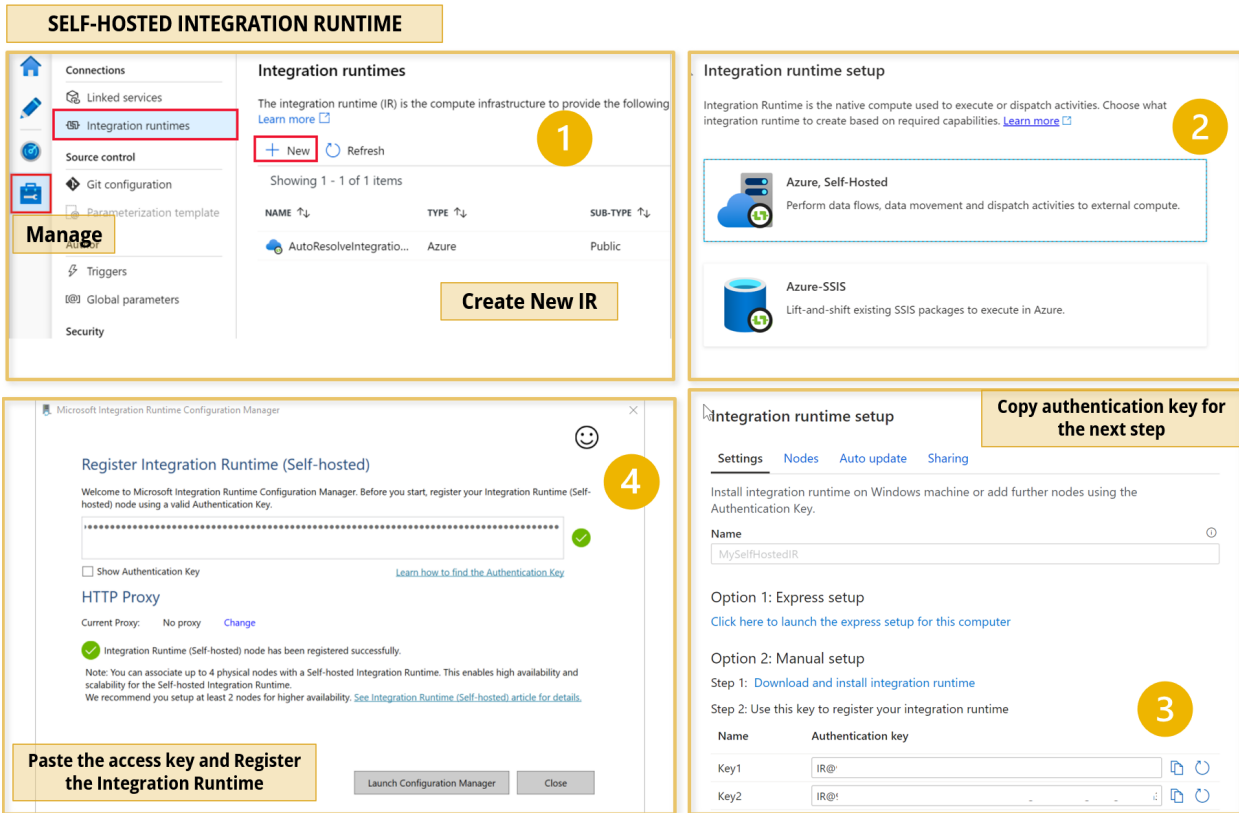 SELF-HOSTED INTEGRATION RUNTIME
Connections
Linked services
Integration runtimes
Source control
Git configuration
Parameterization template
Manage
Author
Triggers
Global parameters
Security
Integration runtimes
The integration runtime (IR) is the compute infrastructure to provide the following
Learn more
New Refresh
1
Showing 1 - 1 of 1 items
NAME TYPE SUB-TYPE
AutoResolveIntegratio... Azure Public
Create New IR
Integration runtime setup
Integration Runtime is the native compute used to execute or dispatch activities. Choose what
integration runtime to create based on required capabilities. Learn more
2
Azure, Self-Hosted
Perform data flows, data movement and dispatch activities to external compute.
Azure-SSIS
Lift-and-shift existing SSIS packages to execute in Azure.
Integration runtime setup
Copy authentication key for
the next step
Settings Nodes Auto update Sharing
Install integration runtime on Windows machine or add further nodes using the
Authentication Key.
Name
MySelfHostedIR
Option 1: Express setup
Click here to launch the express setup for this computer
Option 2: Manual setup
Step 1: Download and install integration runtime
Step 2: Use this key to register your integration runtime
3
Name Authentication key
Key1 IR@
Key2 IR@
Microsoft Integration Runtime Configuration Manager
Register Integration Runtime (Self-hosted)
4
Welcome to Microsoft Integration Runtime Configuration Manager. Before you start, register your Integration Runtime (Self-
hosted) node using a valid Authentication Key.
Show Authentication Key Learn how to find the Authentication Key
HTTP Proxy
Current Proxy: No proxy Change
Integration Runtime (Self-hosted) node has been registered successfully.
Note: You can associate up to 4 physical nodes with a Self-hosted Integration Runtime. This enables high availability and
scalability for the Self-hosted Integration Runtime.
We recommend you setup at least 2 nodes for higher availability. See Integration Runtime (Self-hosted) article for details.
Paste the access key and Register
the Integration Runtime
Launch Configuration Manager Close